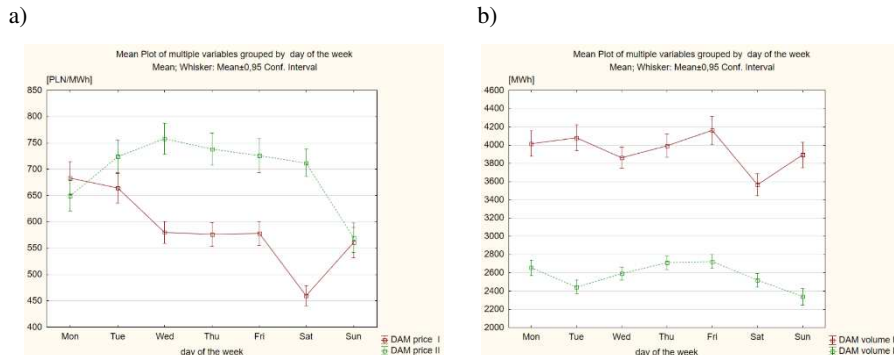 a)
b)
Mean Plot of multiple variables grouped by day of the week
Mean; Whisker: Mean±0,95 Conf. Interval
[PLN/MWh]
850
800
750
700
650
600
550
500
450
400
Mon Tue Wed Thu Fri Sat Sun
day of the week
DAM price I
DAM price II
Mean Plot of multiple variables grouped by day of the week
Mean; Whisker: Mean±0,95 Conf. Interval
[MWh]
4600
4400
4200
4000
3800
3600
3400
3200
3000
2800
2600
2400
2200
2000
Mon Tue Wed Thu Fri Sat Sun
day of the week
DAM volume
DAM volume